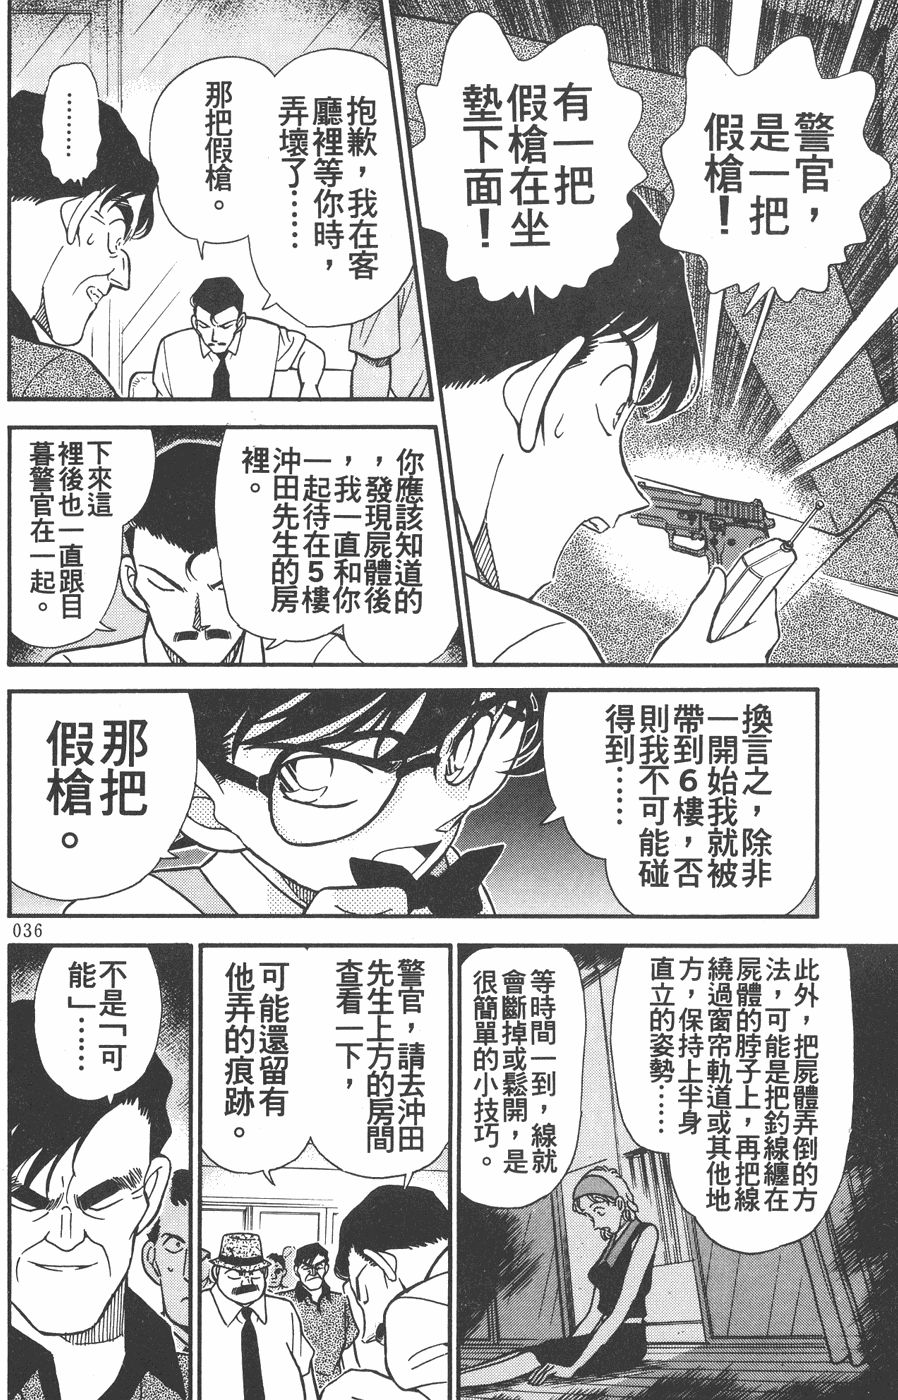 警官，
是一把
假槍！
有一把
假槍在坐
墊下面！
抱歉，我在客
廳裡等你時，
弄壞了……
那把假槍。
………
你應該知道的
，發現屍體後
，我一直和你
一起待在5樓
沖田先生的房
裡。
下來這
裡後也一直跟目
暮警官在一起。
換言之，除非
一開始我就被
帶到6樓，否
則我不可能碰
得到……
那把
假槍。
036
此外，把屍體弄倒的方
法，可能是把釣線纏在
屍體的脖子上，再把線
繞過窗帘軌道或其他地
方，保持上半身
直立的姿勢……
等時間一到，線就
會斷掉或鬆開，是
很簡單的小技巧。
警官，請去沖田
先生上方的房間
查看一下，
可能還留有
他弄的痕跡。
不是「可
能」……